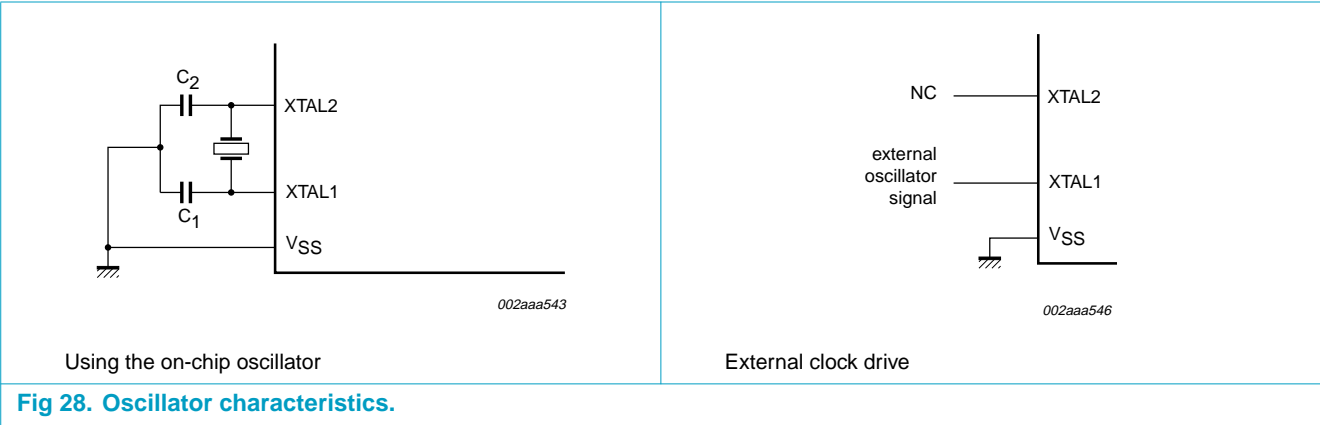 C2
XTAL2
XTAL1
C1
VSS
002aaa543
Using the on-chip oscillator
NC
XTAL2
external
oscillator
signal
XTAL1
VSS
002aaa546
External clock drive
Fig 28. Oscillator characteristics.